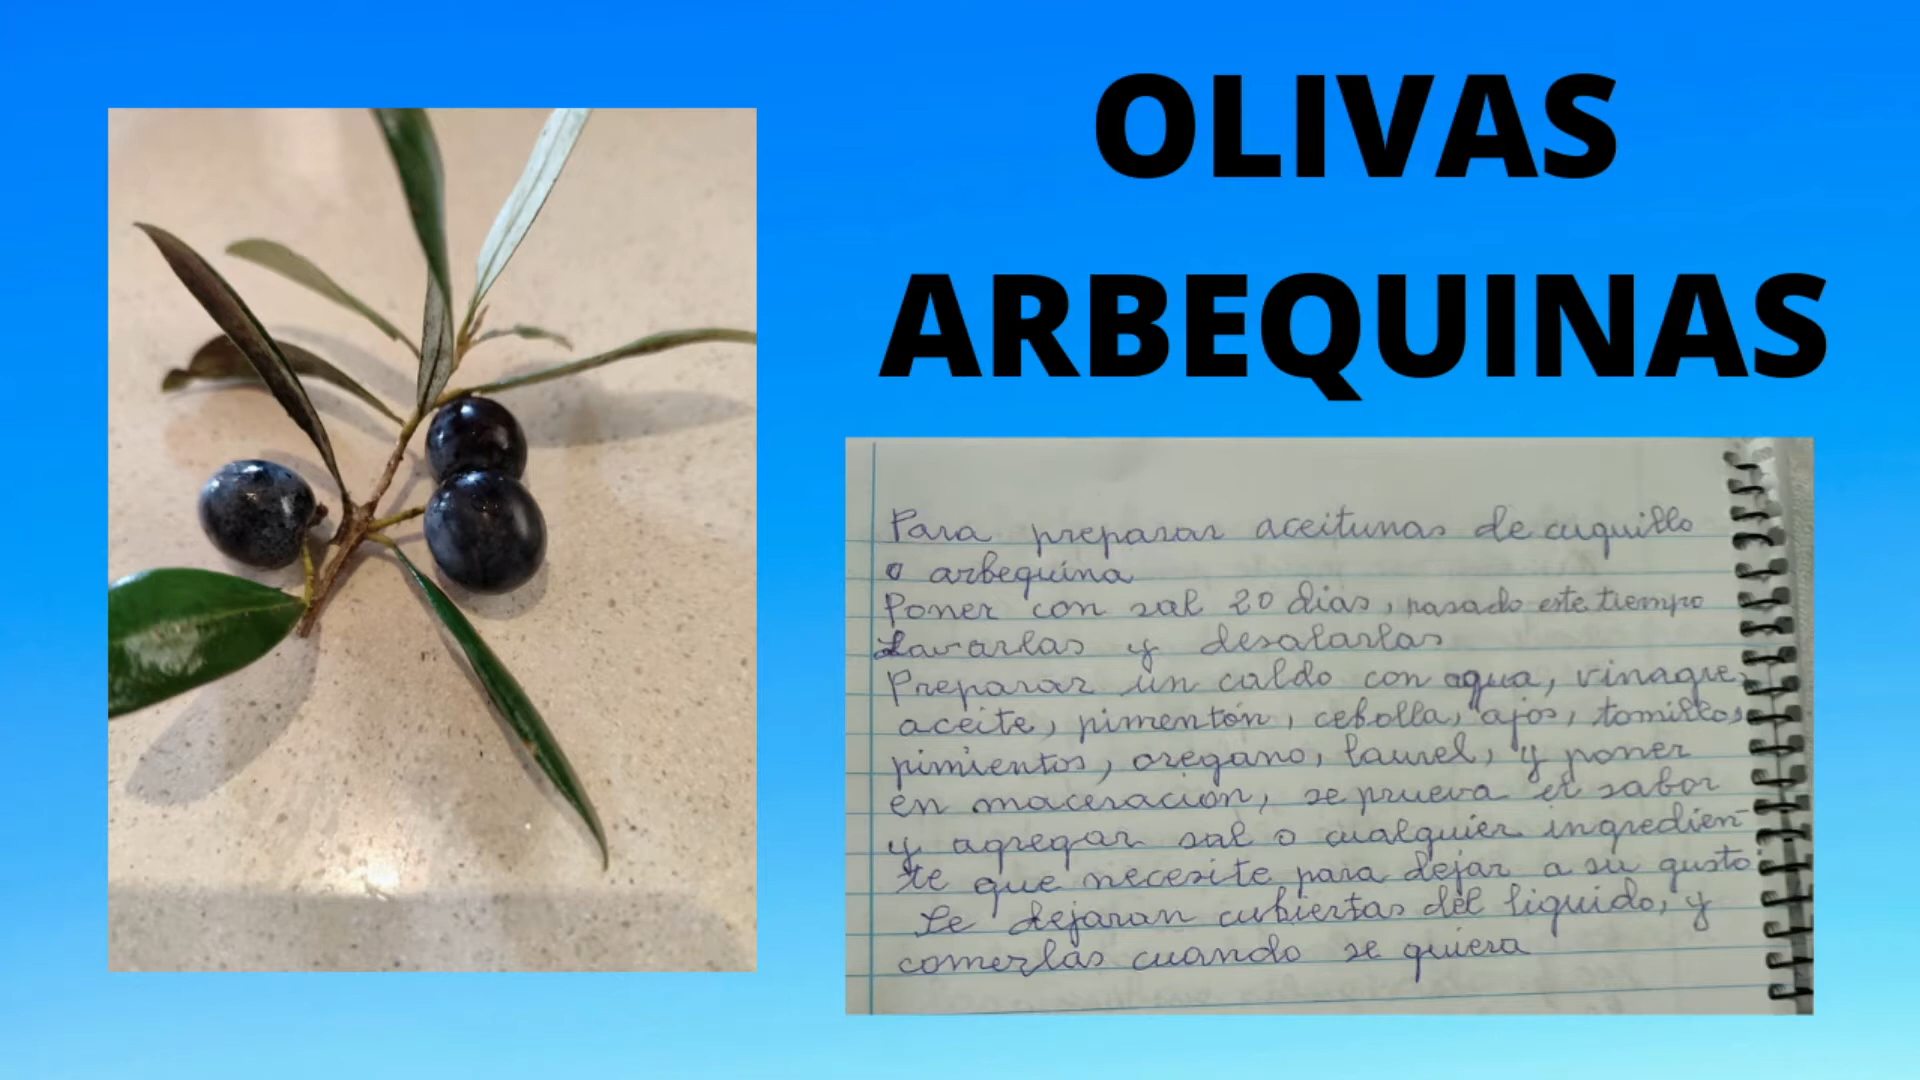 OLIVAS
ARBEQUINAS
Para preparar aceitunas de cuquillo
o arbequina
Poner con sal 20 dias, pasado este tiempo
Lavarlas y desalarlas
Preparar un caldo con agua, vinagre,
aceite, pimentón, cebolla, ajos, tomillos,
pimientos, oregano, laurel, y poner
en maceración, se prueva el sabor
y agregar sal o cualquier ingredien-
te que necesite para dejar a su gusto.
Se dejaran cubiertas del liquido, y
comerlas cuando se quiera